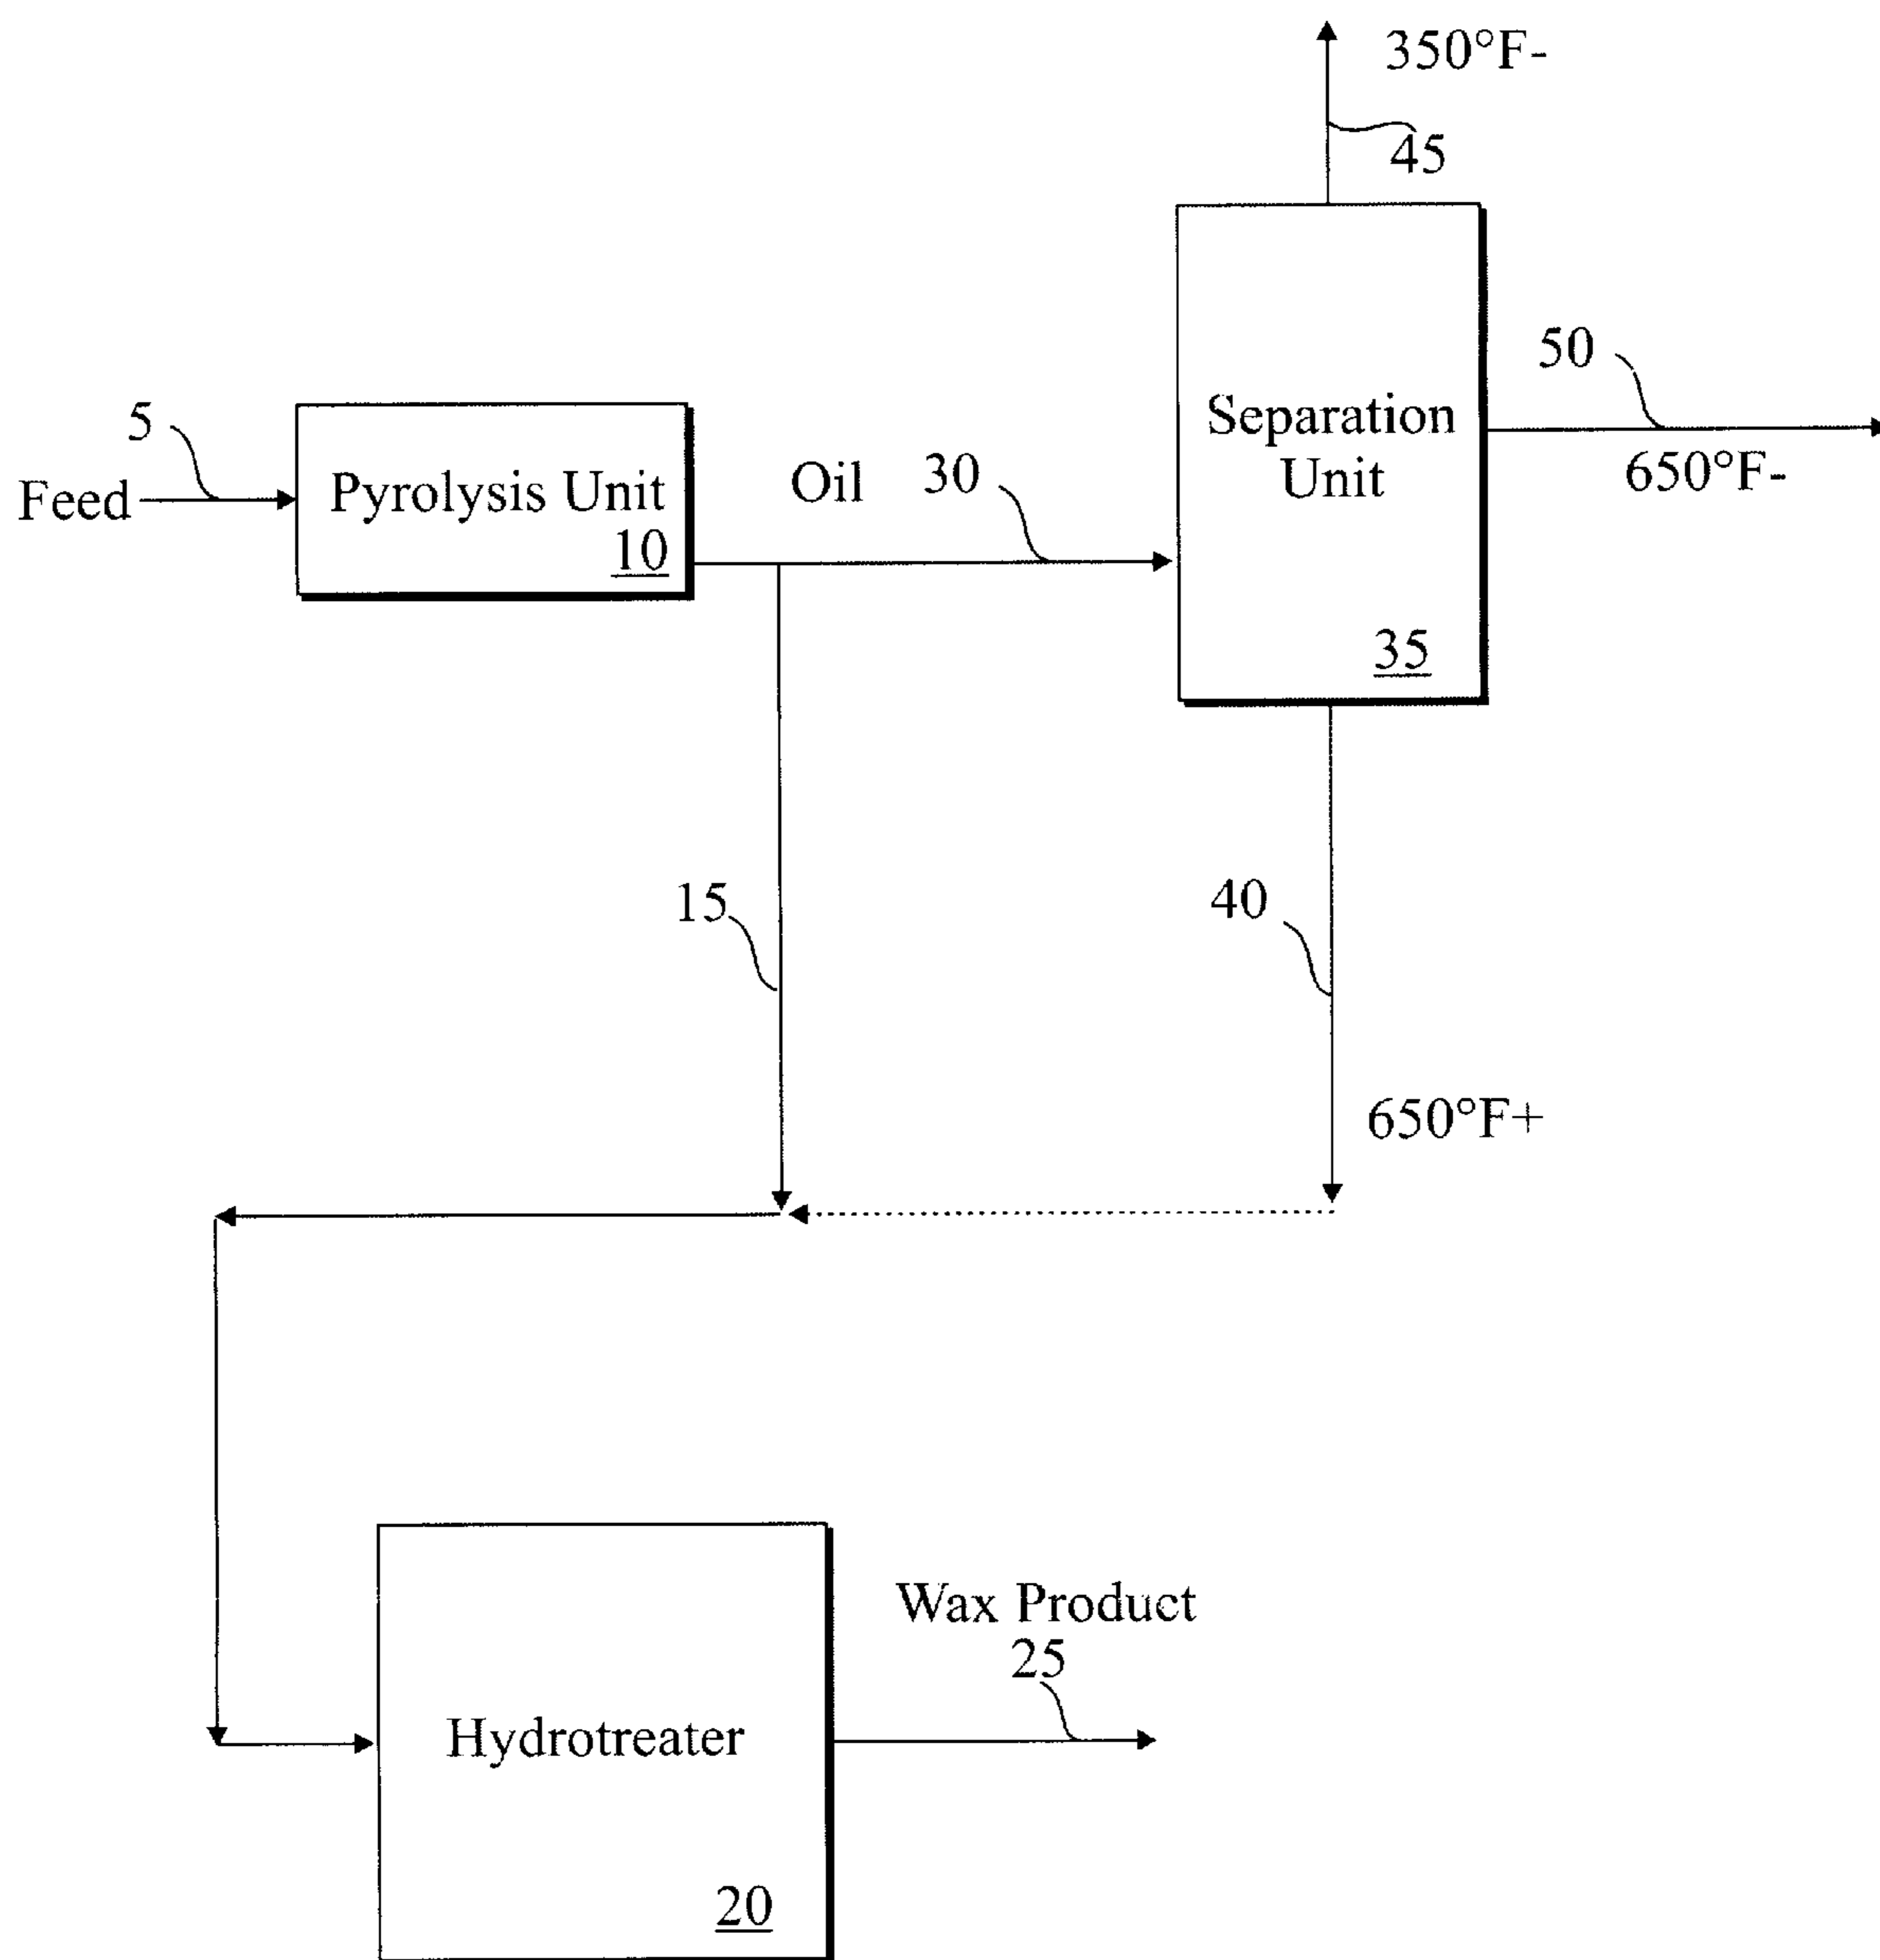 350°F-
45
50
650°F-
Separation
Unit
35
5
Feed
Pyrolysis Unit
10
Oil
30
15
40
650°F+
Wax Product
25
Hydrotreater
20